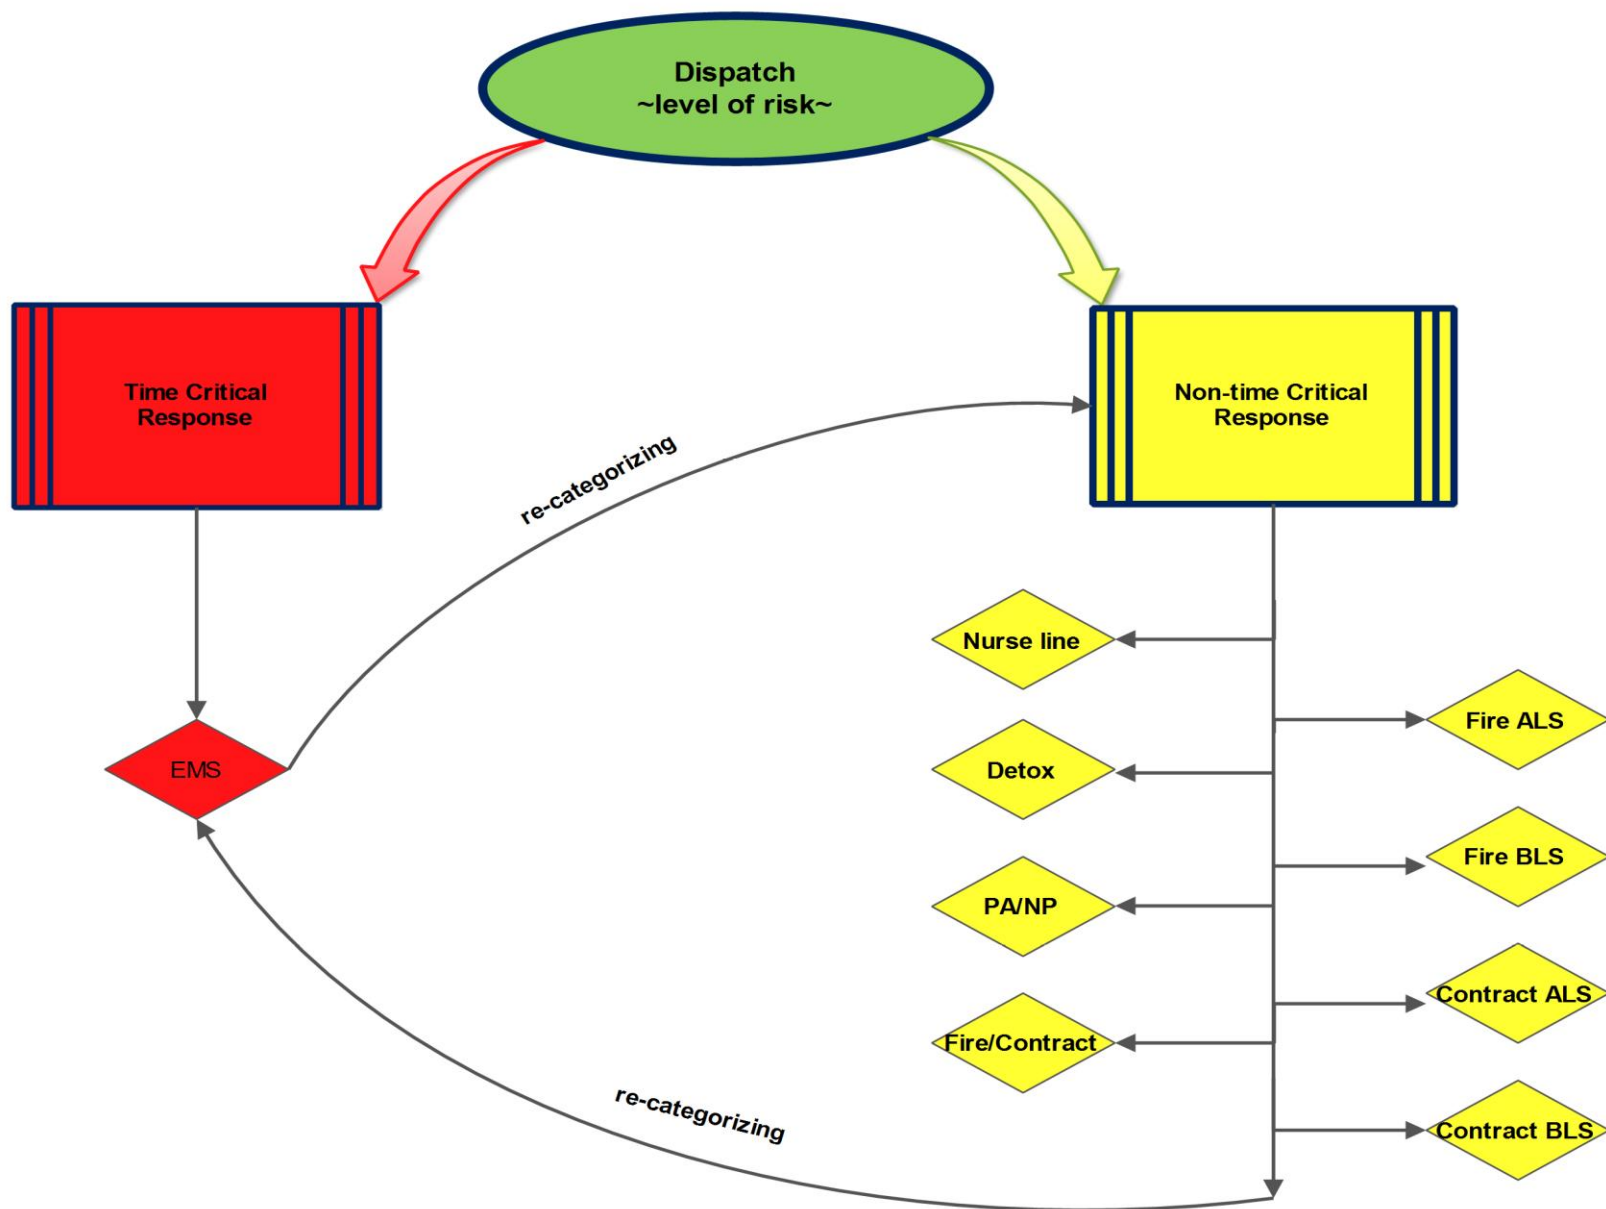 Dispatch
~level of risk~
Time Critical
Response
Non-time Critical
Response
re-categorizing
Nurse line
Fire ALS
EMS
Detox
Fire BLS
PA/NP
Contract ALS
Fire/Contract
re-categorizing
Contract BLS